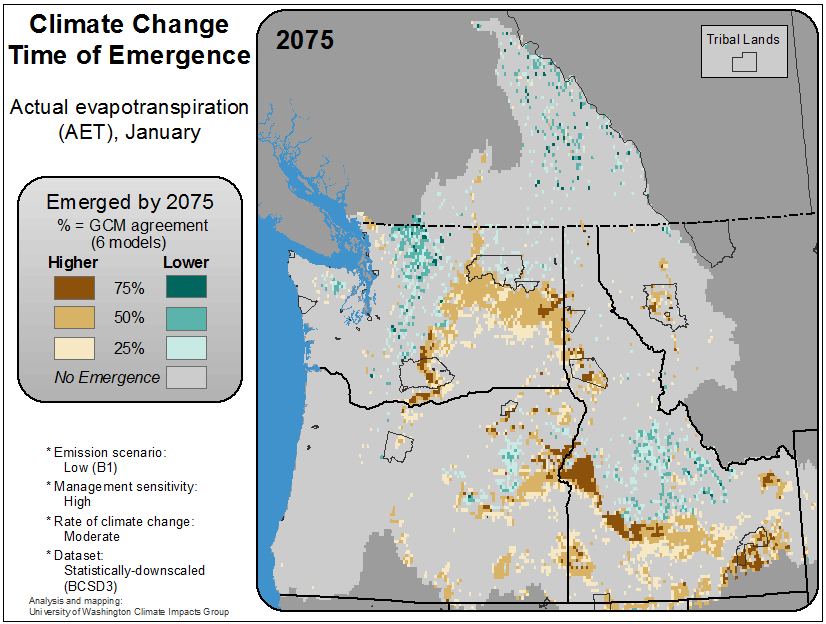 Climate Change
Time of Emergence
Actual evapotranspiration
(AET), January
Emerged by 2075
% = GCM agreement
(6 models)
Higher Lower
75%
50%
25%
No Emergence
* Emission scenario:
Low (B1)
* Management sensitivity:
High
* Rate of climate change:
Moderate
* Dataset:
Statistically-downscaled
(BCSD3)
Analysis and mapping:
University of Washington Climate Impacts Group
2075
Tribal Lands